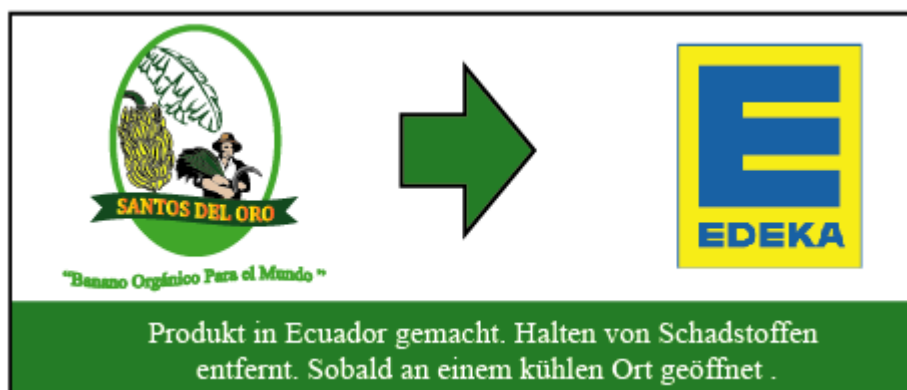 SANTOS DEL ORO
"Banano Orgánico Para el Mundo"
E
EDEKA
Produkt in Ecuador gemacht. Halten von Schadstoffen
entfernt. Sobald an einem kühlen Ort geöffnet .